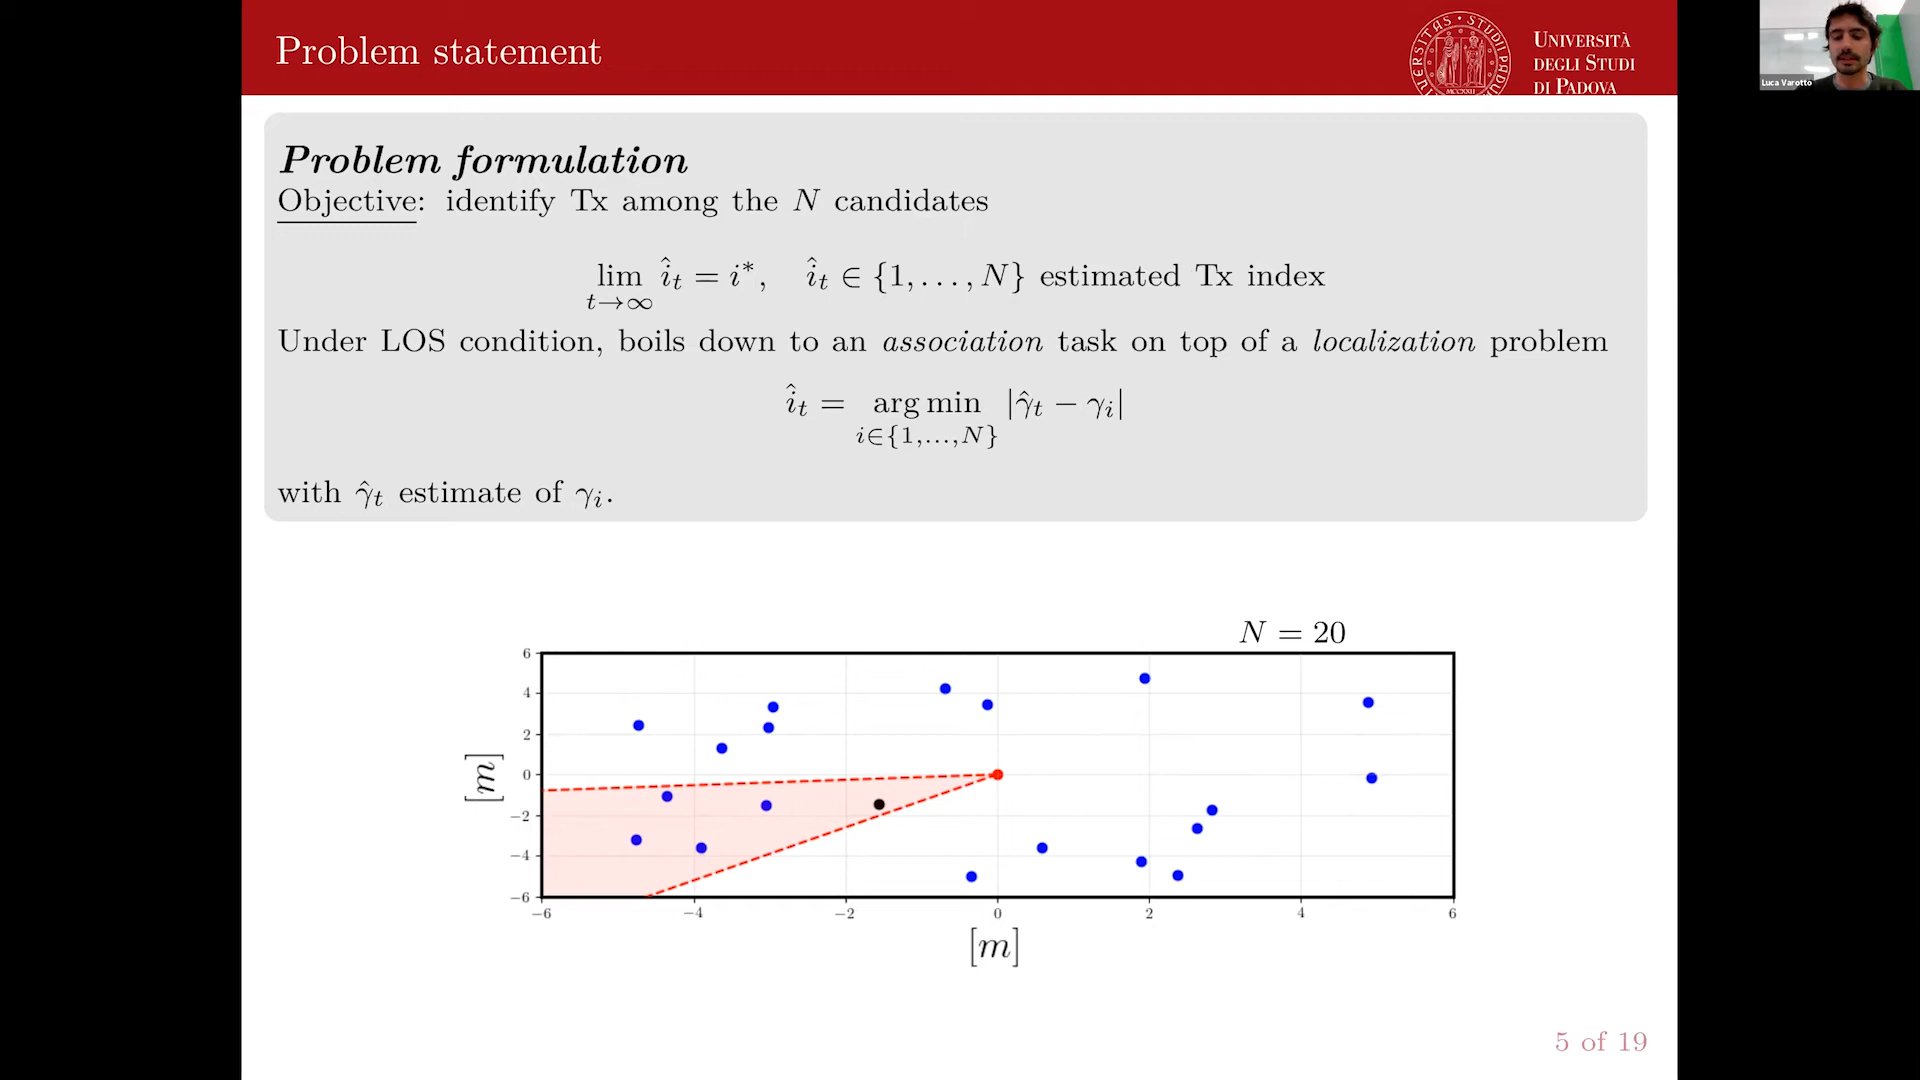 Problem statement
UNIVERSITÀ
DEGLI STUDI
DI PADOVA
Luca Varotto
Problem formulation
Objective: identify Tx among the N candidates
lim î_t = i*, î_t ∈ {1, . . . , N} estimated Tx index
t→∞
Under LOS condition, boils down to an association task on top of a localization problem
î_t = arg min |γ̂_t − γ_i|
i∈{1,...,N}
with γ̂_t estimate of γ_i.
N = 20
6
4
2
0
−2
−4
−6
[m]
−6 −4 −2 0 2 4 6
[m]
5 of 19